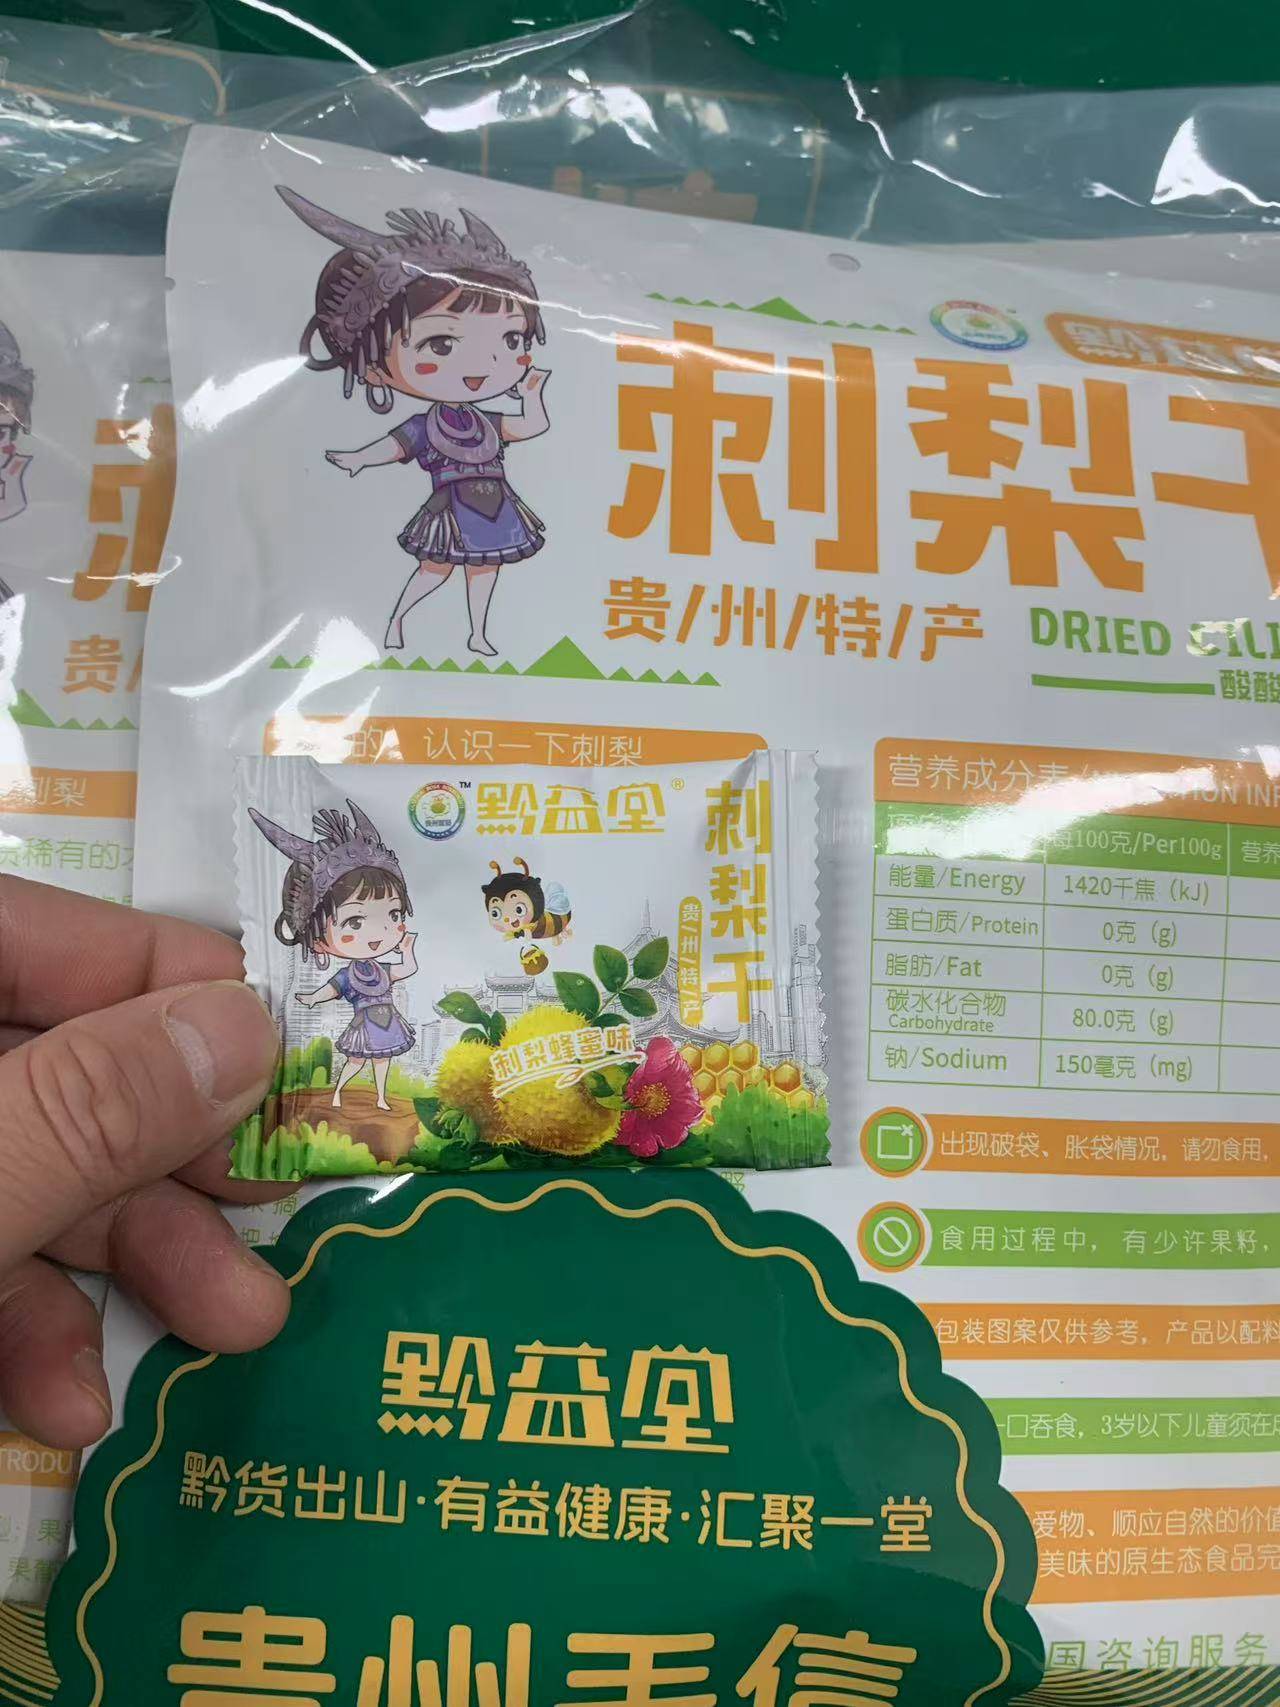 刺梨干
贵/州/特/产
DRIED
酸酸
认识一下刺梨
黔益堂®
刺梨干
贵/州/特/产
刺梨蜂蜜味
营养成分表
每100克/Per100g 营养
能量/Energy 1420千焦（kJ）
蛋白质/Protein 0克（g）
脂肪/Fat 0克（g）
碳水化合物 80.0克（g）
Carbohydrate
钠/Sodium 150毫克（mg）
出现破袋、胀袋情况，请勿食用，
食用过程中，有少许果籽，
包装图案仅供参考，产品以配料
口吞食，3岁以下儿童须在
爱物、顺应自然的价值
美味的原生态食品完
国咨询服务
黔益堂
黔货出山·有益健康·汇聚一堂
贵州手信